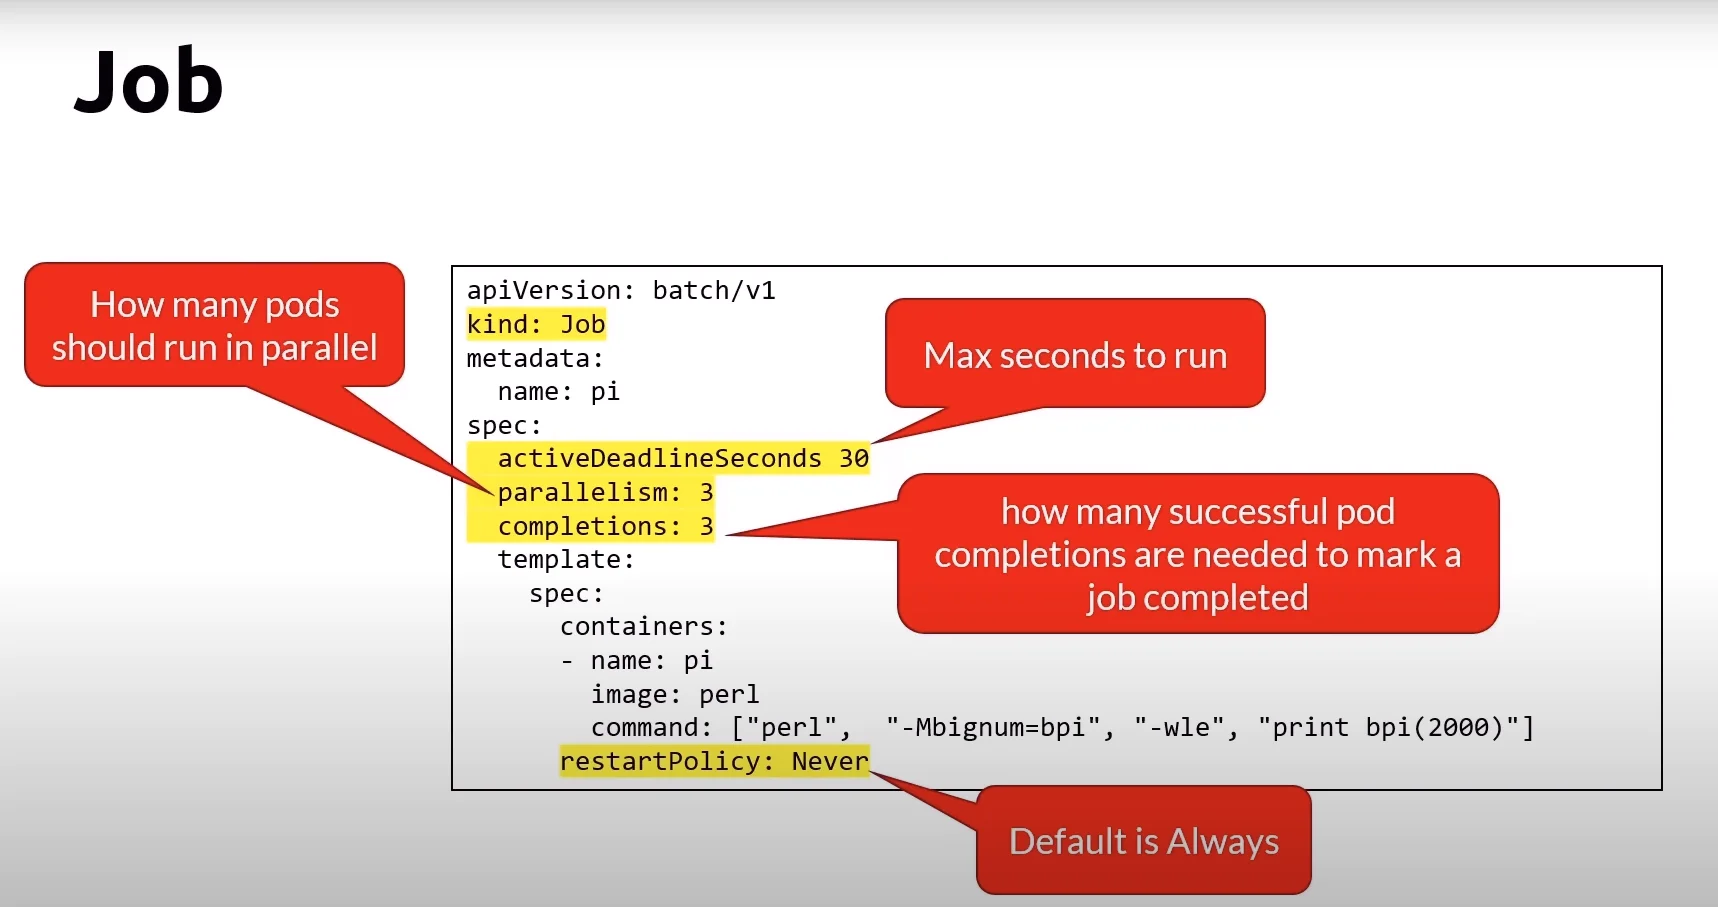 Job
How many pods
should run in parallel
apiVersion: batch/v1
kind: Job
metadata:
  name: pi
spec:
  activeDeadlineSeconds 30
  parallelism: 3
  completions: 3
  template:
    spec:
      containers:
      - name: pi
        image: perl
        command: ["perl",  "-Mbignum=bpi", "-wle", "print bpi(2000)"]
      restartPolicy: Never
Max seconds to run
how many successful pod
completions are needed to mark a
job completed
Default is Always